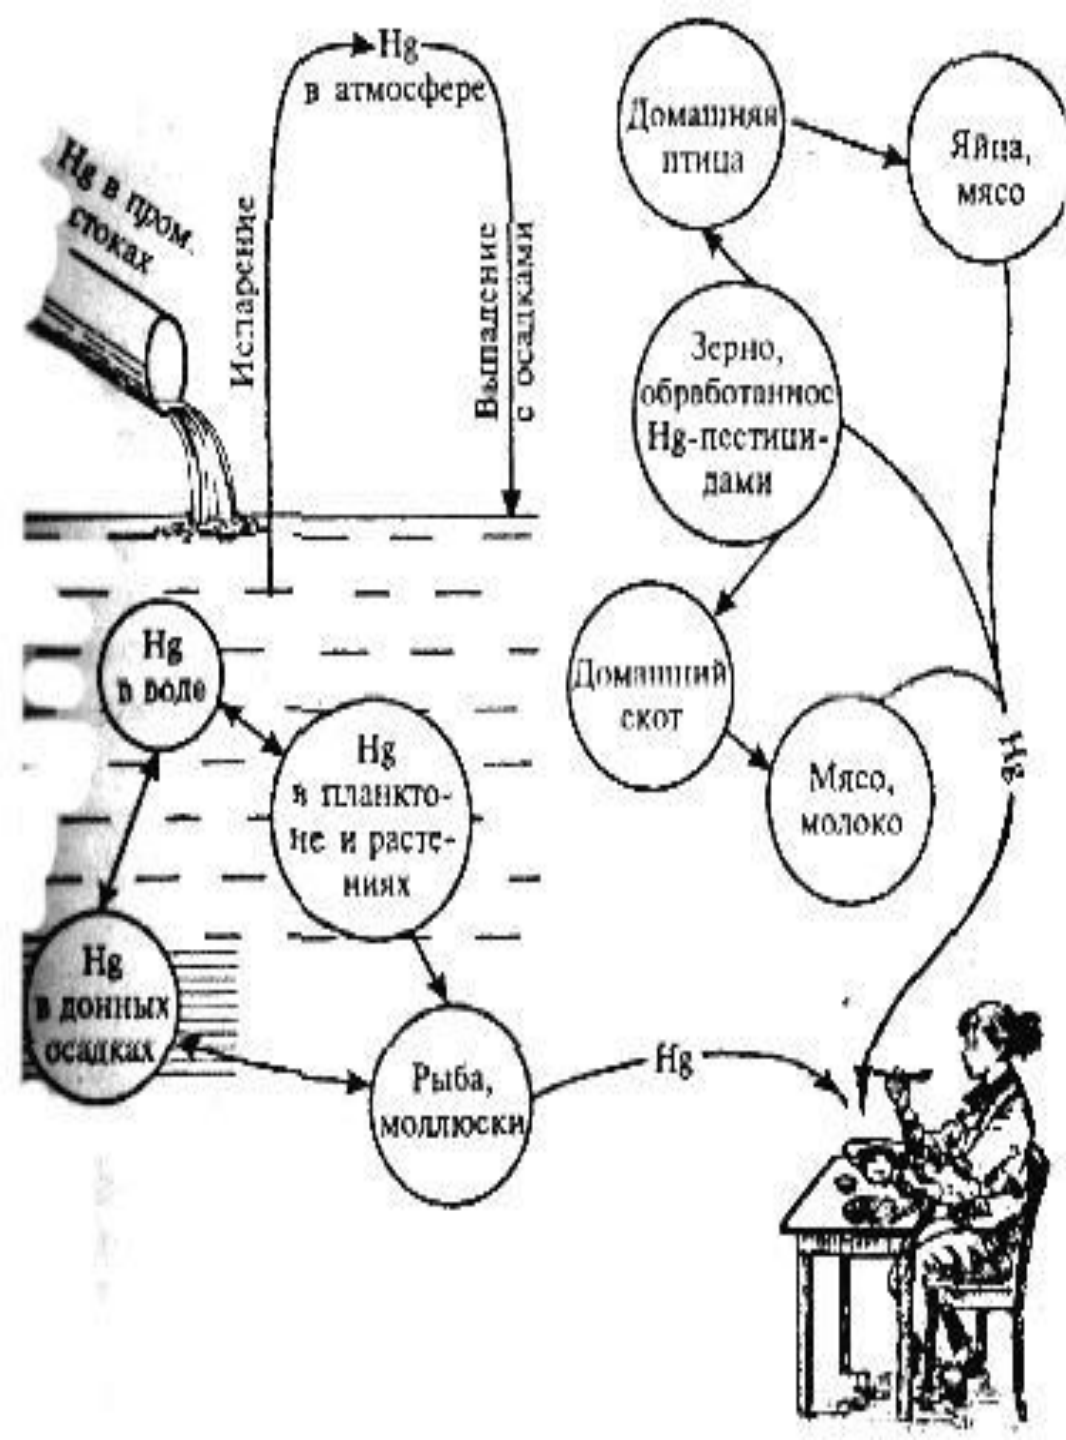 Hg
в атмосфере
Hg в пром.
стоках
Испарение
Выпадение
с осадками
Hg
в воде
Hg
в планкто-
не и расте-
ниях
Hg
в донных
осадках
Рыба,
моллюски
Hg
Домашняя
птица
Яйца,
мясо
Зерно,
обработанное
Hg-пестици-
дами
Домашний
скот
Мясо,
молоко
Hg